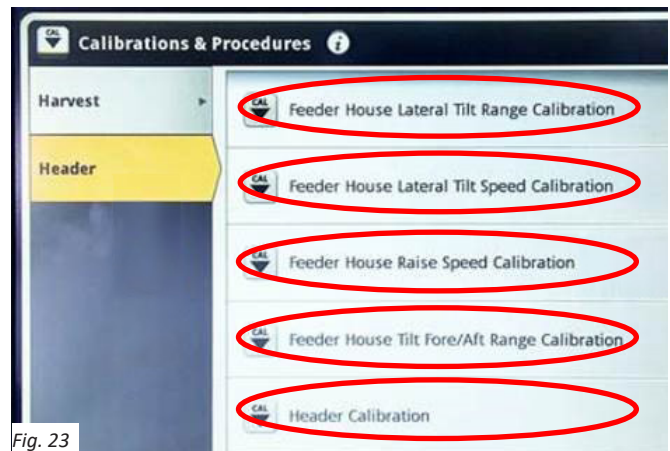 CAL
Calibrations & Procedures i
Harvest
Header
CAL
Feeder House Lateral Tilt Range Calibration
CAL
Feeder House Lateral Tilt Speed Calibration
CAL
Feeder House Raise Speed Calibration
CAL
Feeder House Tilt Fore/Aft Range Calibration
CAL
Header Calibration
Fig. 23